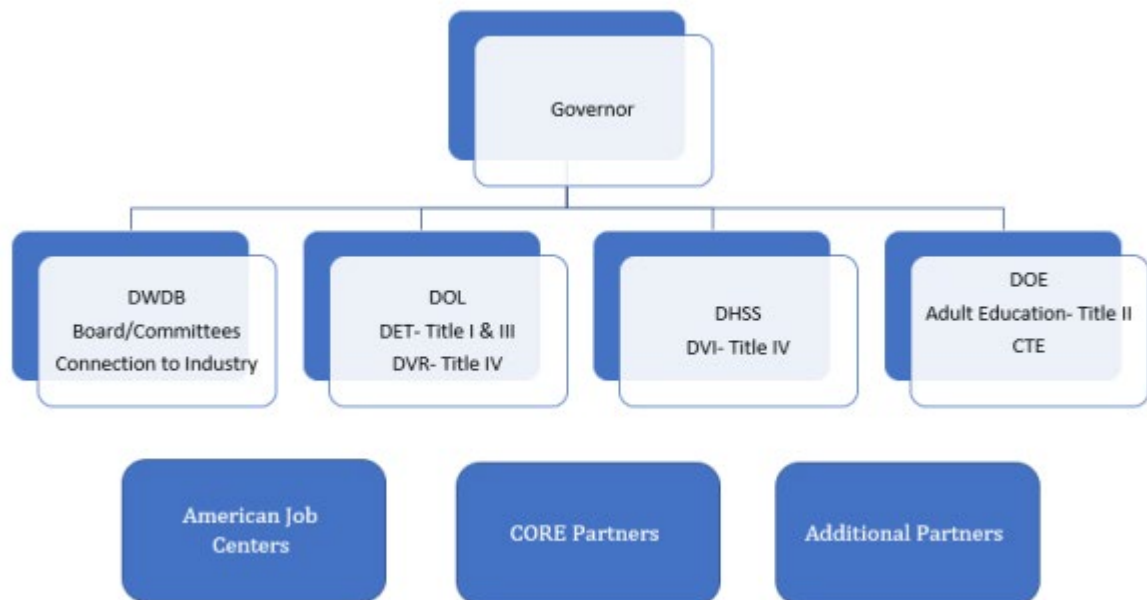 Governor
DWDB
Board/Committees
Connection to Industry
DOL
DET- Title I & III
DVR- Title IV
DHSS
DVI- Title IV
DOE
Adult Education- Title II
CTE
American Job
Centers
CORE Partners
Additional Partners